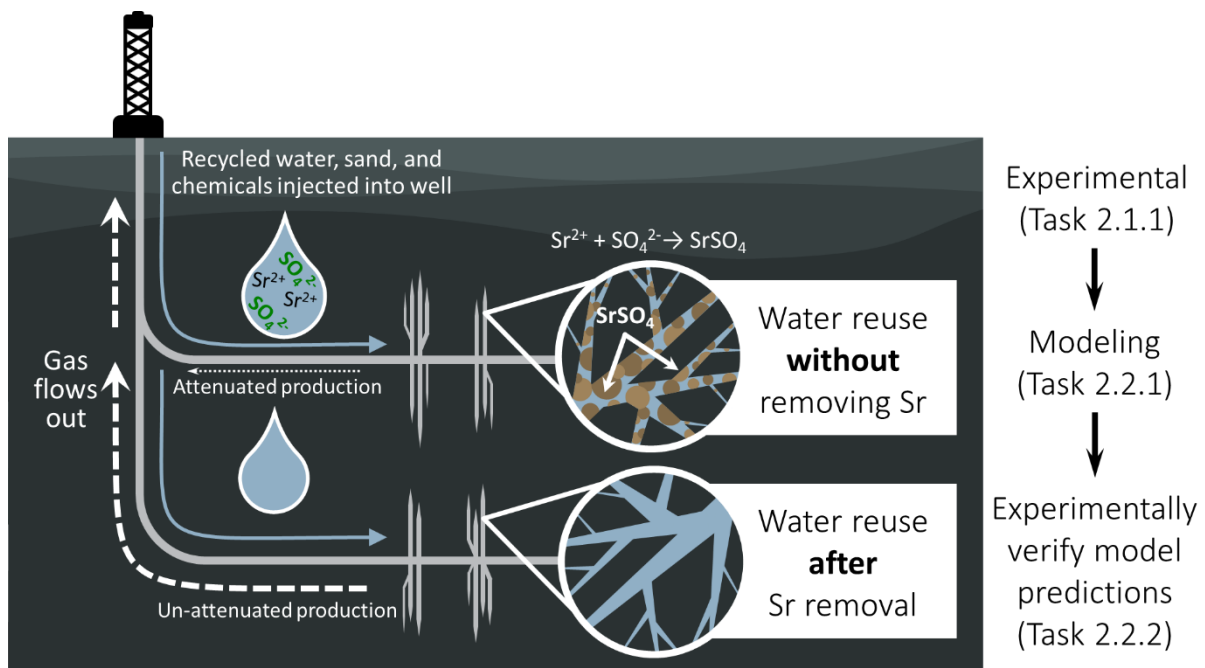 Recycled water, sand, and
chemicals injected into well
SO₄²⁻
Sr²⁺
Sr²⁺
SO₄²⁻
Sr²⁺ + SO₄²⁻→ SrSO₄
SrSO₄
Water reuse
without
removing Sr
Attenuated production
Gas
flows
out
Water reuse
after
Sr removal
Un-attenuated production
Experimental
(Task 2.1.1)
Modeling
(Task 2.2.1)
Experimentally
verify model
predictions
(Task 2.2.2)